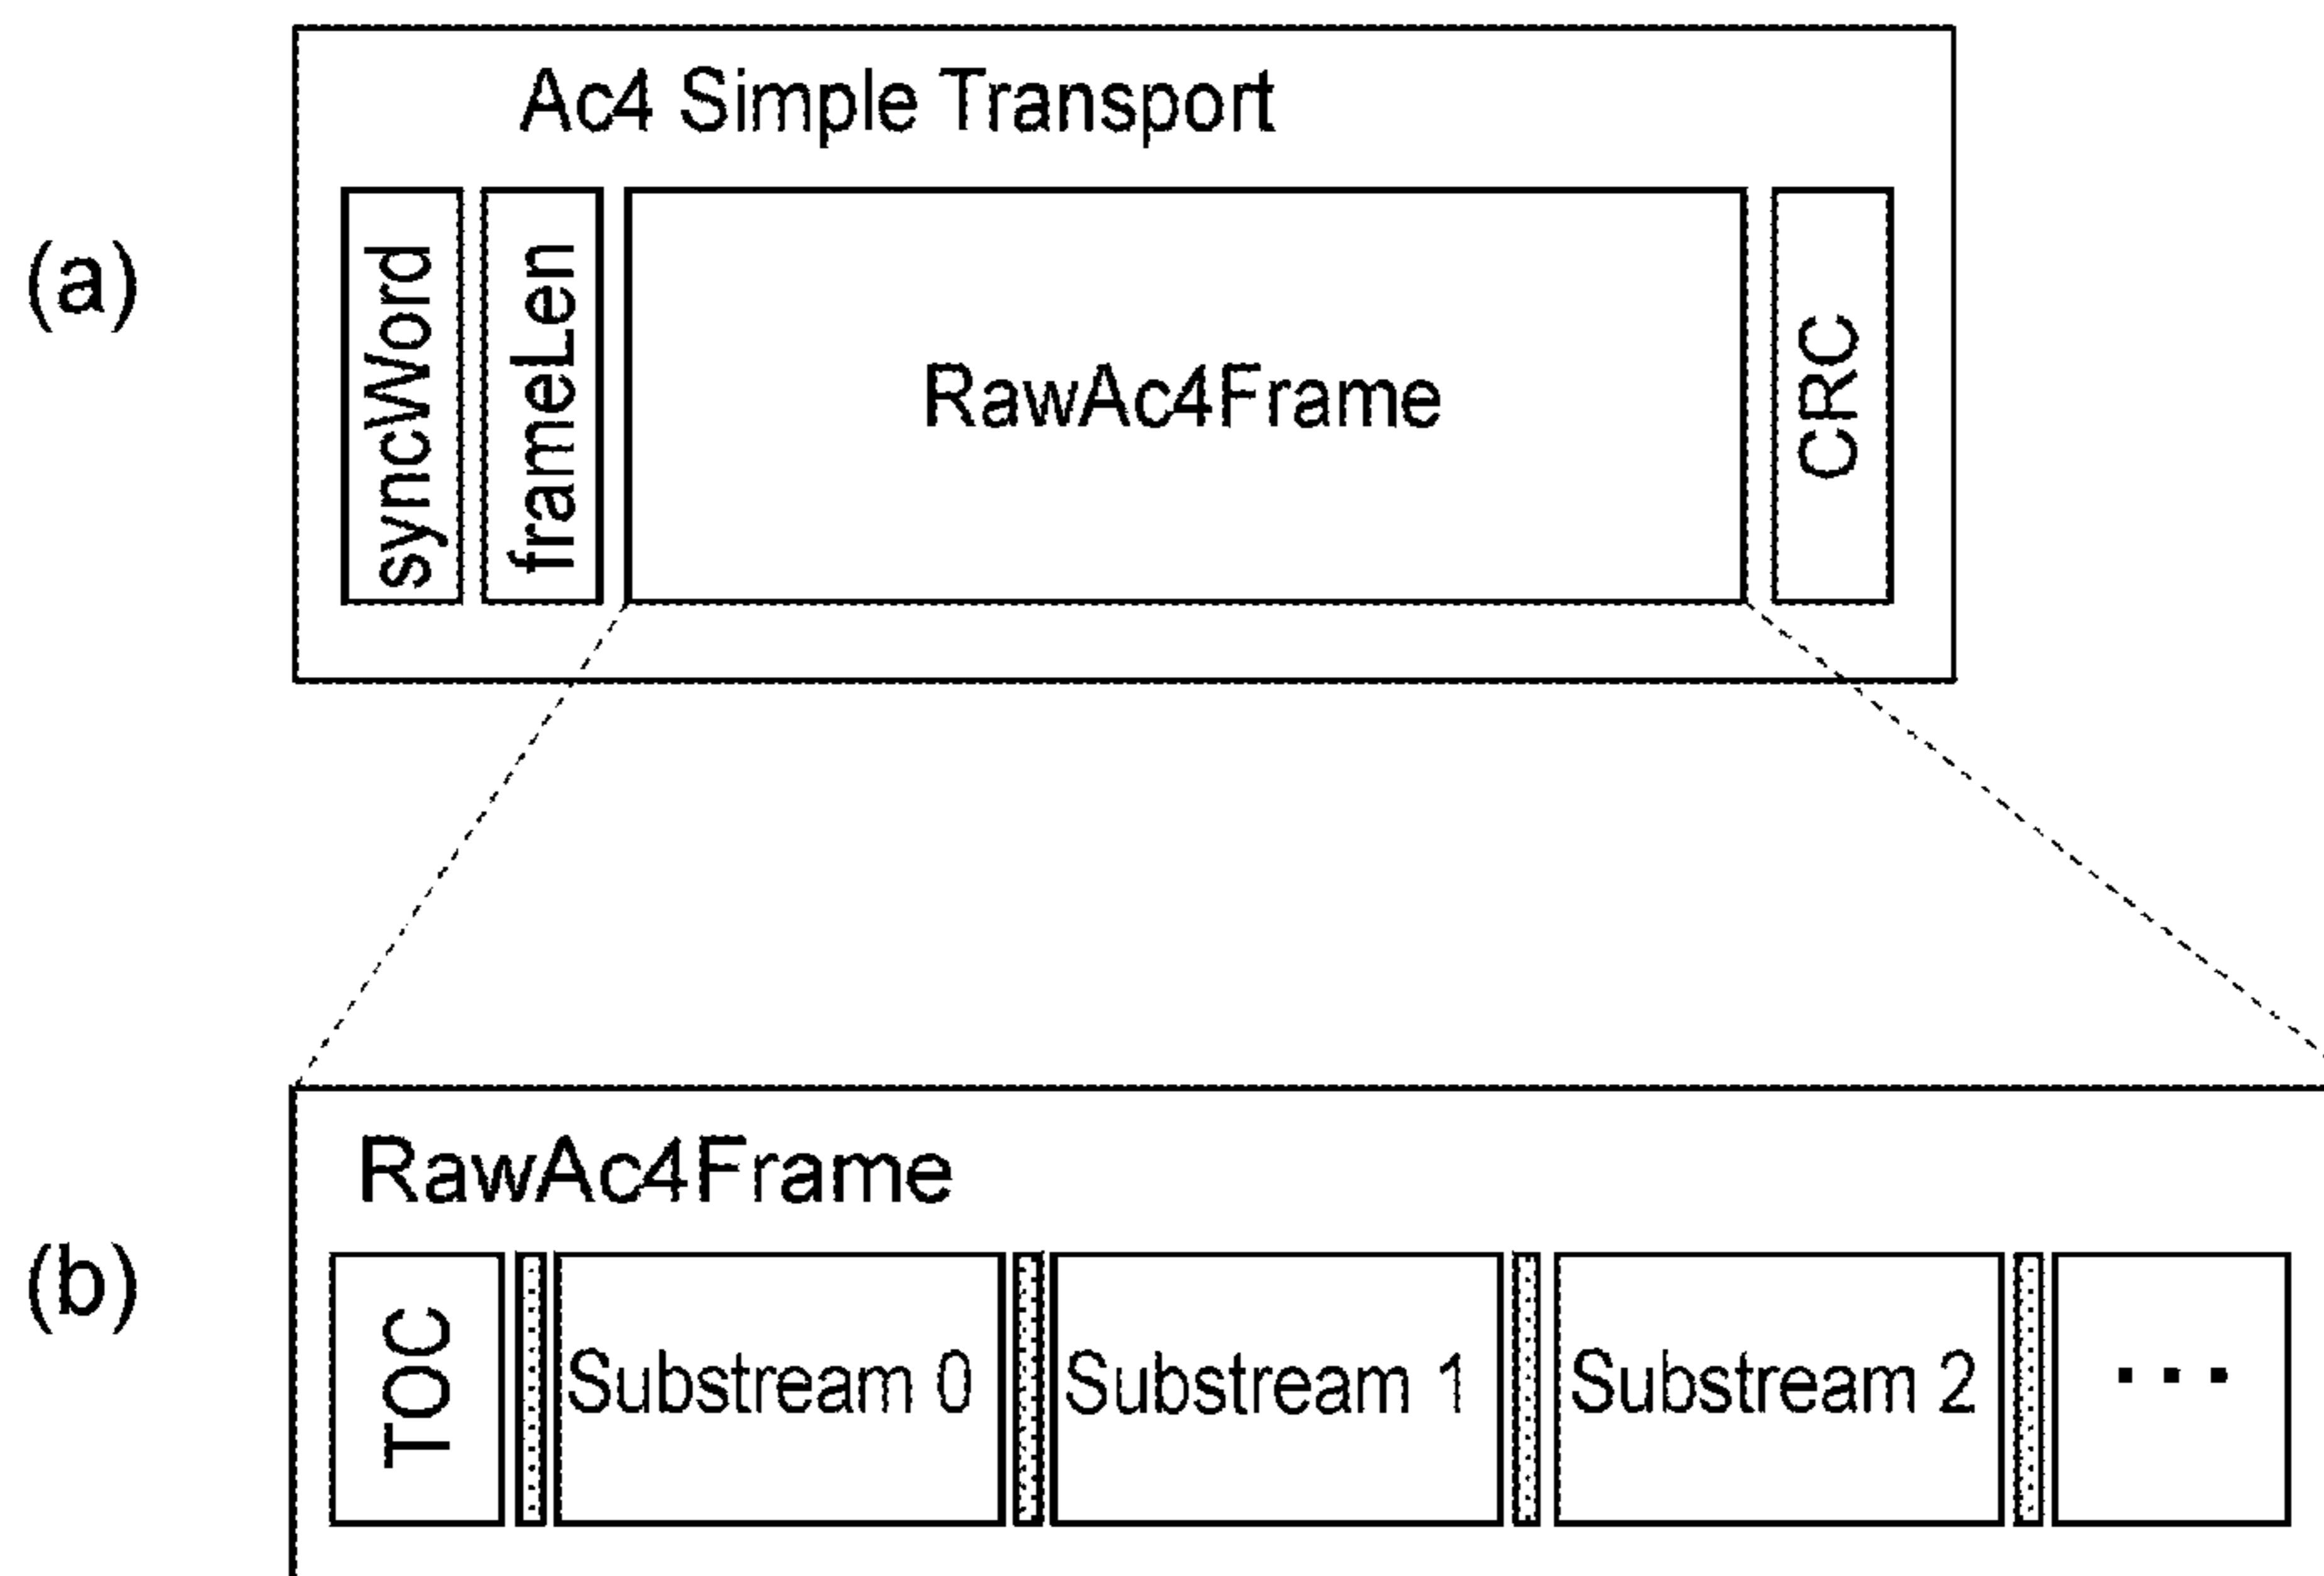 Ac4 Simple Transport
(a)
syncWord
frameLen
RawAc4Frame
CRC
RawAc4Frame
(b)
TOC
Substream 0
Substream 1
Substream 2
...